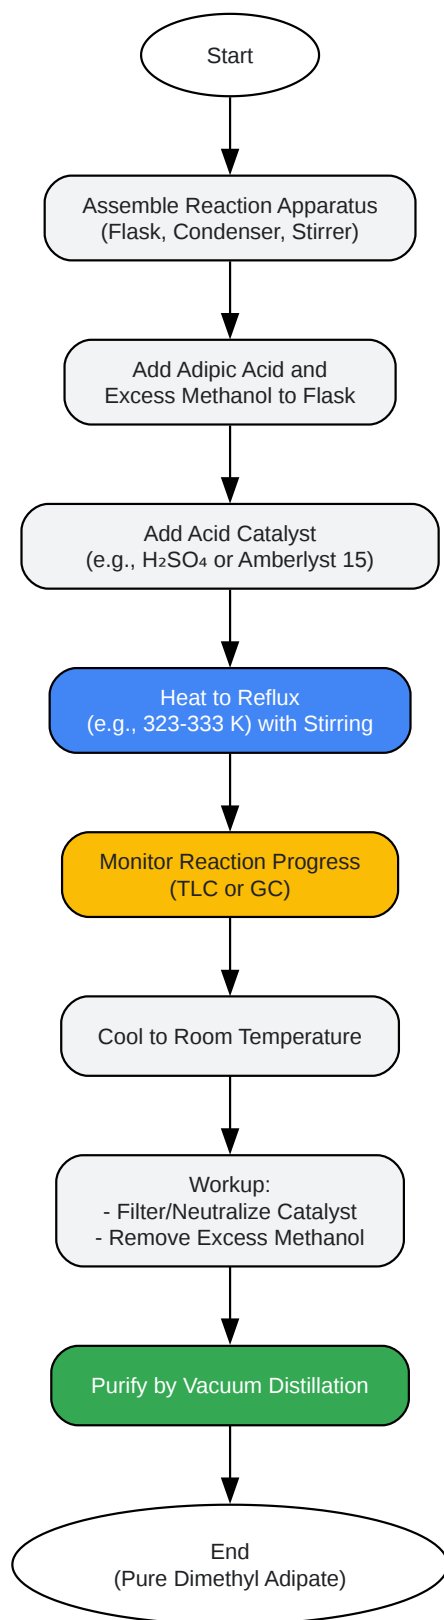 Start
Assemble Reaction Apparatus
(Flask, Condenser, Stirrer)
Add Adipic Acid and
Excess Methanol to Flask
Add Acid Catalyst
(e.g., H₂SO₄ or Amberlyst 15)
Heat to Reflux
(e.g., 323-333 K) with Stirring
Monitor Reaction Progress
(TLC or GC)
Cool to Room Temperature
Workup:
- Filter/Neutralize Catalyst
- Remove Excess Methanol
Purify by Vacuum Distillation
End
(Pure Dimethyl Adipate)